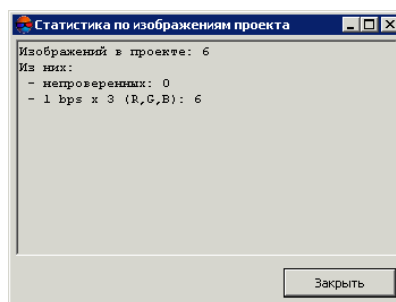 Статистика по изображениям проекта
Изображений в проекте: 6
Из них:
- непроверенных: 0
- 1 bps x 3 (R,G,B): 6
Закрыть